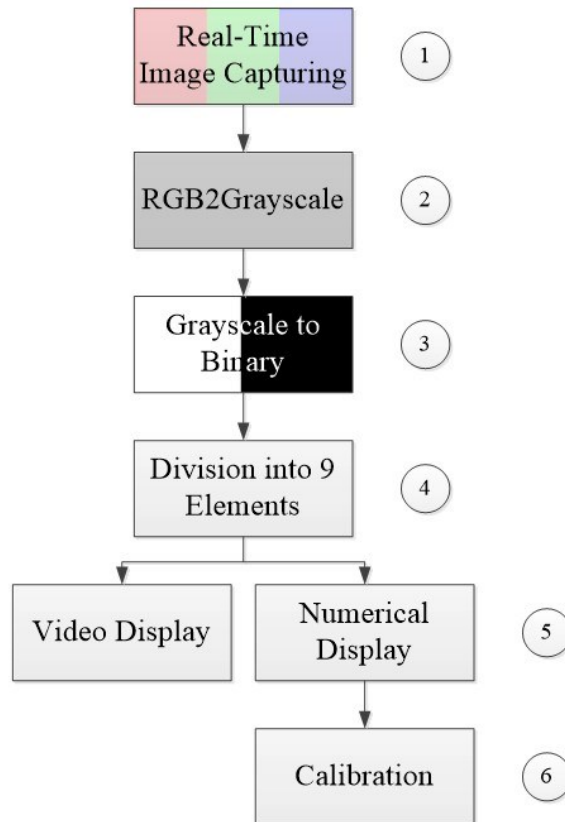 Real-Time
Image Capturing
1
RGB2Grayscale
2
Grayscale to
Binary
3
Division into 9
Elements
4
Video Display
Numerical
Display
5
Calibration
6